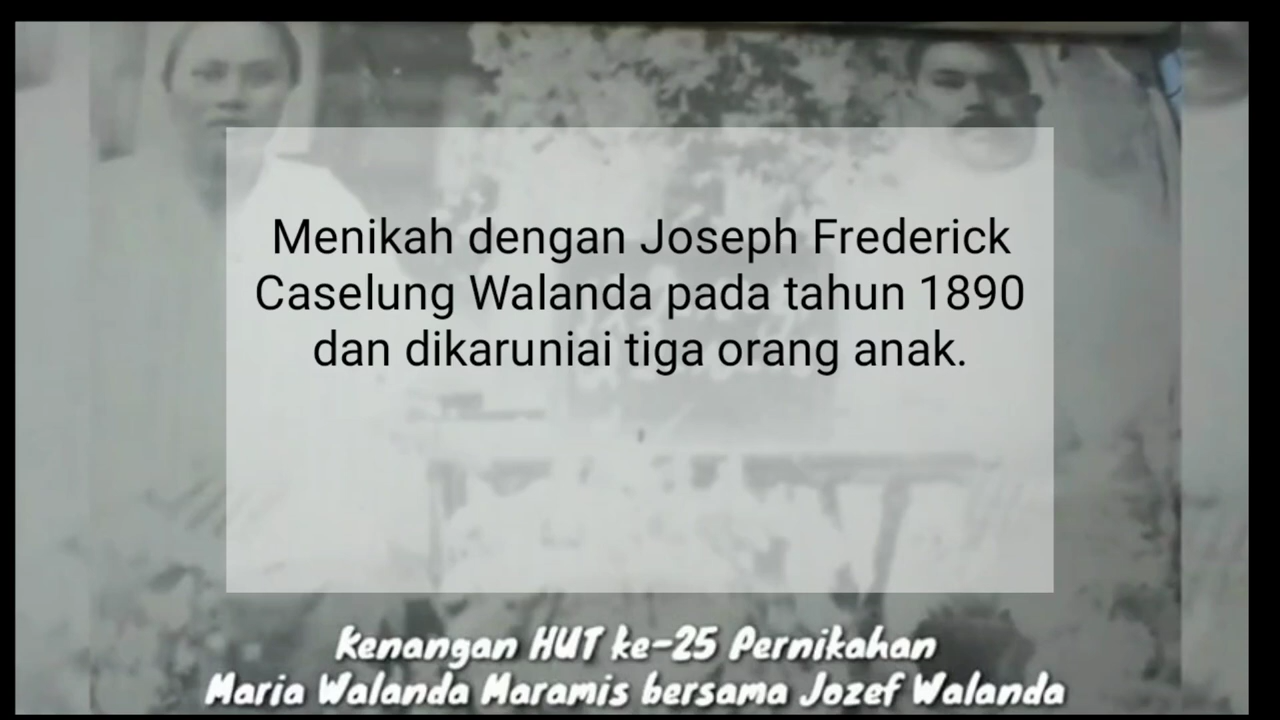 Menikah dengan Joseph Frederick
Caselung Walanda pada tahun 1890
dan dikaruniai tiga orang anak.
Kenangan HUT ke-25 Pernikahan
Maria Walanda Maramis bersama Jozef Walanda